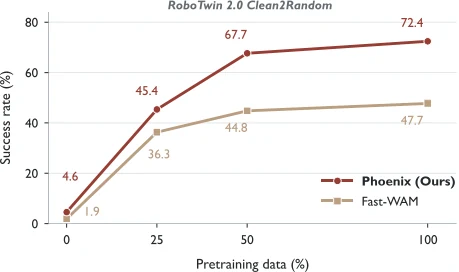 RoboTwin 2.0 Clean2Random
Success rate (%)
80
60
40
20
0
4.6
45.4
67.7
72.4
1.9
36.3
44.8
47.7
Phoenix (Ours)
Fast-WAM
0 25 50 100
Pretraining data (%)